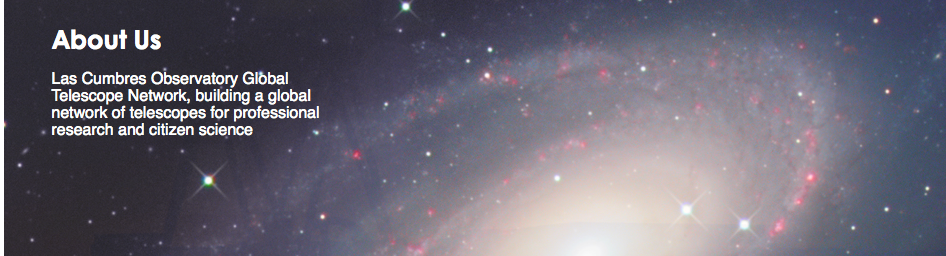 About Us
Las Cumbres Observatory Global
Telescope Network, building a global
network of telescopes for professional
research and citizen science